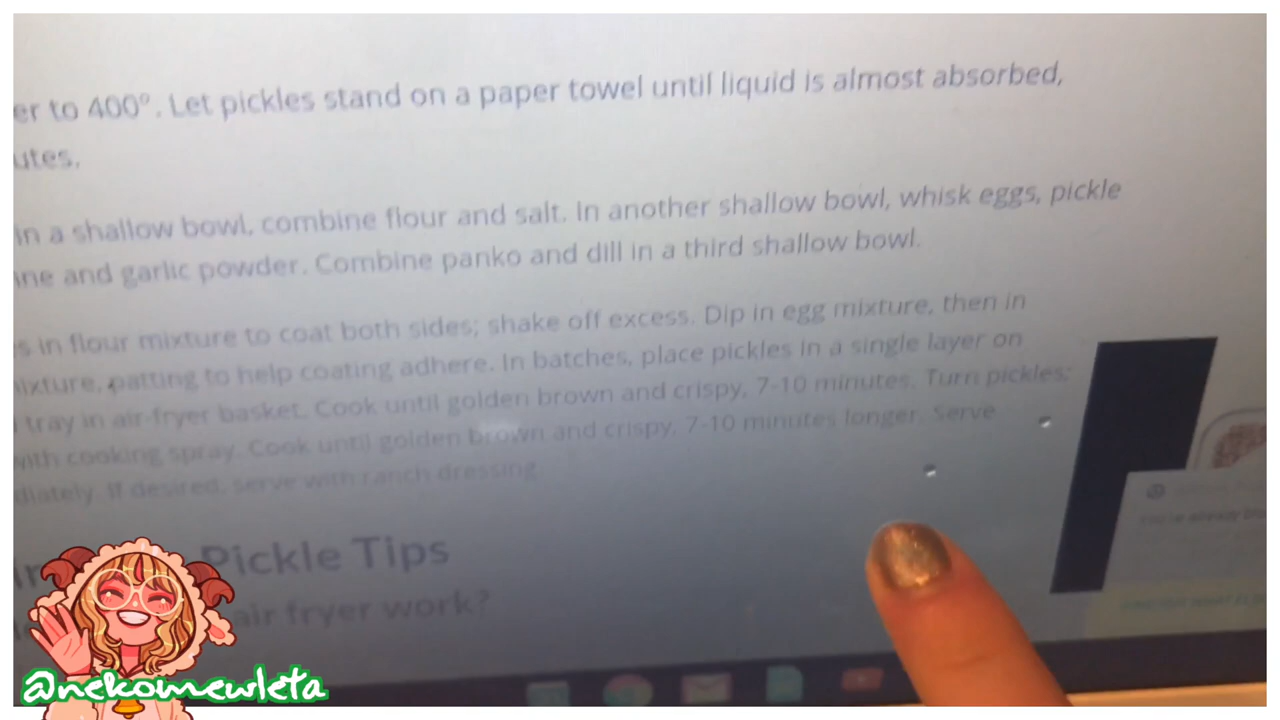 er to 400°. Let pickles stand on a paper towel until liquid is almost absorbed,
utes.
in a shallow bowl, combine flour and salt. In another shallow bowl, whisk eggs, pickle
ine and garlic powder. Combine panko and dill in a third shallow bowl.
s in flour mixture to coat both sides; shake off excess. Dip in egg mixture, then in
ixture, patting to help coating adhere. In batches, place pickles in a single layer on
tray in air-fryer basket. Cook until golden brown and crispy, 7-10 minutes. Turn pickles;
with cooking spray. Cook until golden brown and crispy, 7-10 minutes longer. Serve
diately. If desired, serve with ranch dressing
Pickle Tips
air fryer work?
@nekomewleta